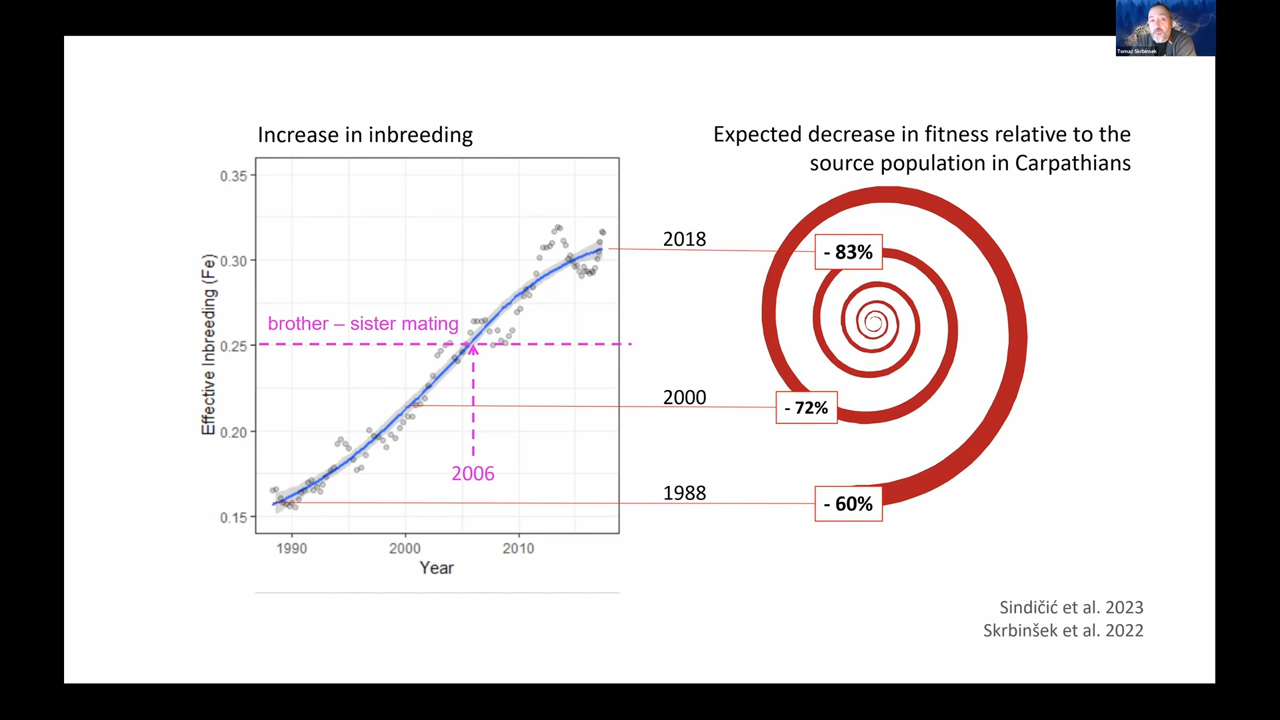 Tomaž Skrbinšek
Increase in inbreeding
Expected decrease in fitness relative to the
source population in Carpathians
Effective Inbreeding (Fe)
0.35
0.30
0.25
0.20
0.15
brother – sister mating
2006
1990
2000
2010
Year
2018
2000
1988
- 83%
- 72%
- 60%
Sindičić et al. 2023
Skrbinšek et al. 2022